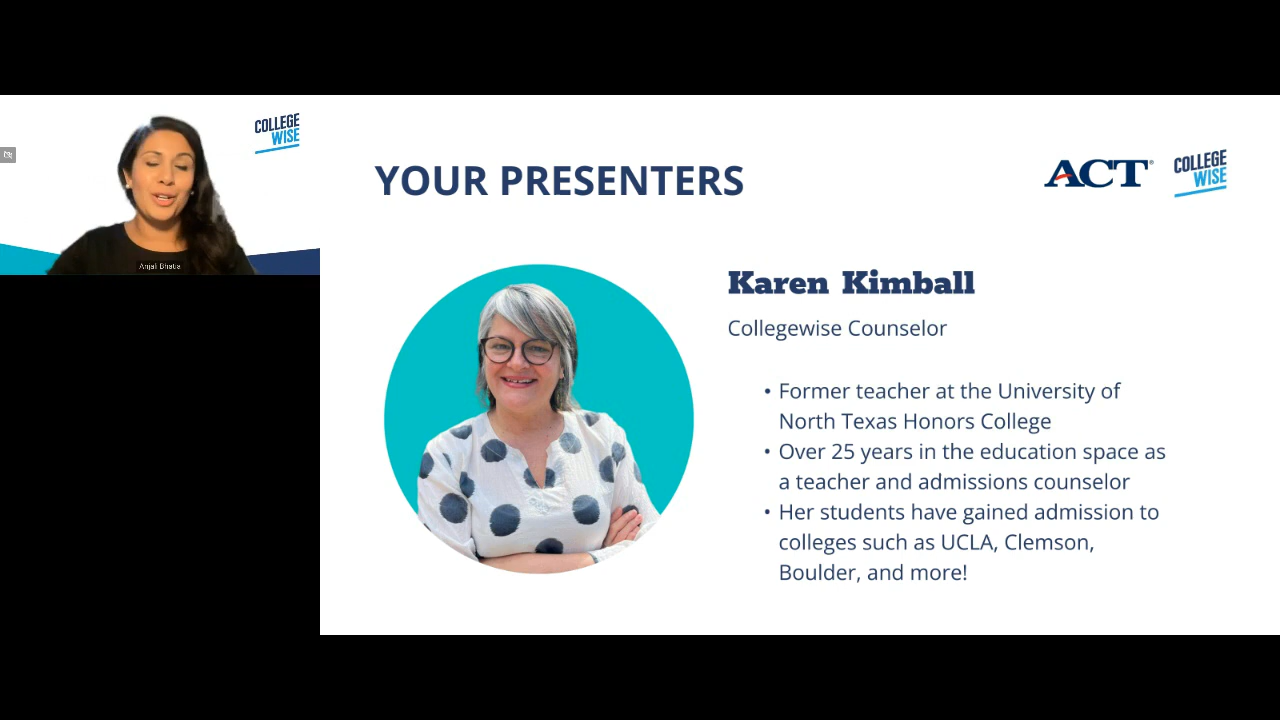 COLLEGE
WISE
Anjali Bhatia
YOUR PRESENTERS
ACT®
COLLEGE
WISE
Karen Kimball
Collegewise Counselor
• Former teacher at the University of
North Texas Honors College
• Over 25 years in the education space as
a teacher and admissions counselor
• Her students have gained admission to
colleges such as UCLA, Clemson,
Boulder, and more!